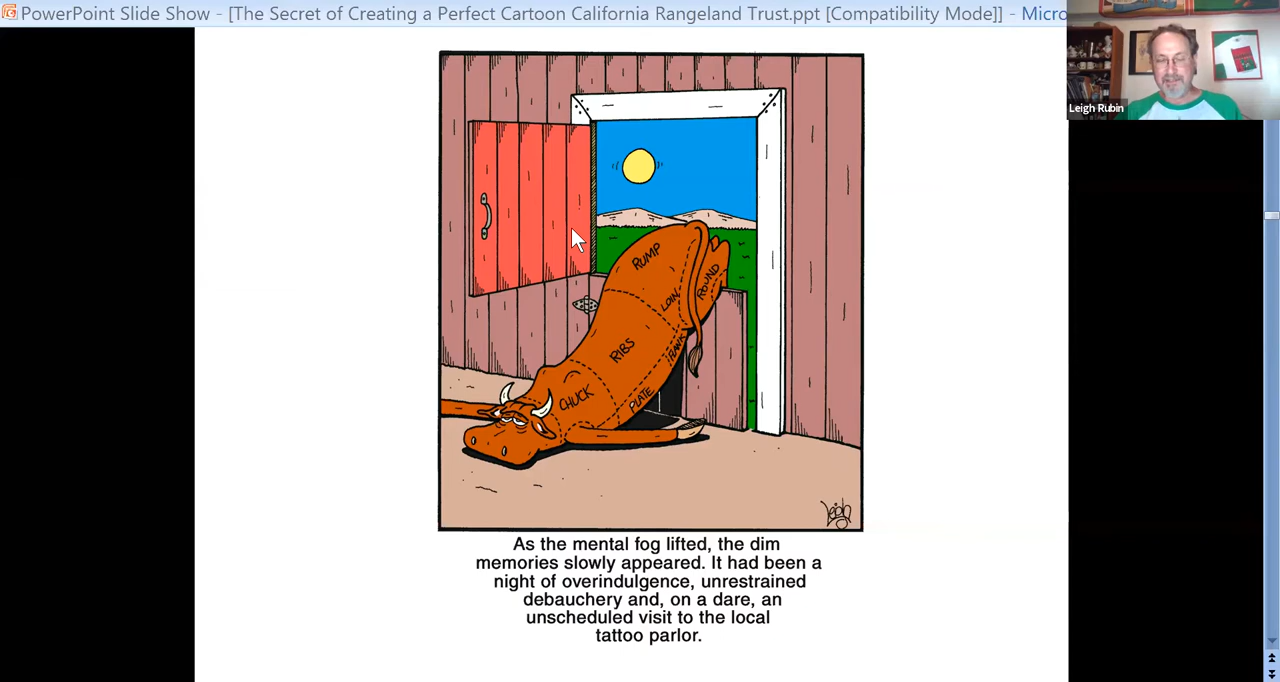 PowerPoint Slide Show - [The Secret of Creating a Perfect Cartoon California Rangeland Trust.ppt [Compatibility Mode]] - Micro
Leigh Rubin
RUMP
LOIN
ROUND
RIBS
FLANK
CHUCK
PLATE
Leigh
As the mental fog lifted, the dim
memories slowly appeared. It had been a
night of overindulgence, unrestrained
debauchery and, on a dare, an
unscheduled visit to the local
tattoo parlor.